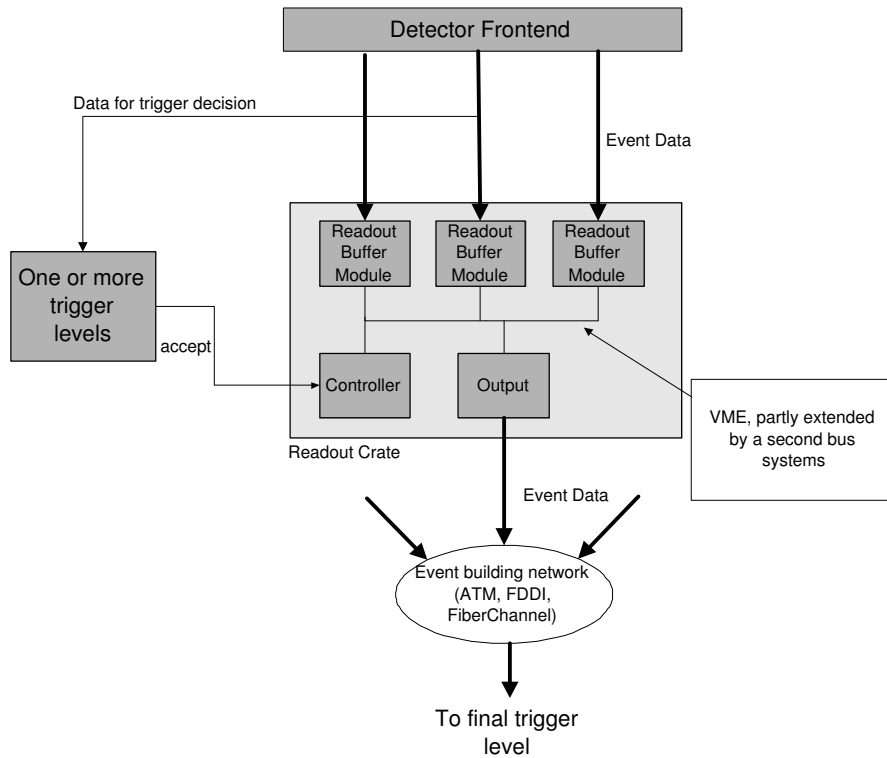 Detector Frontend
Data for trigger decision
Event Data
Readout
Buffer
Module
Readout
Buffer
Module
Readout
Buffer
Module
One or more
trigger
levels
accept
Controller
Output
VME, partly extended
by a second bus
systems
Readout Crate
Event Data
Event building network
(ATM, FDDI,
FiberChannel)
To final trigger
level